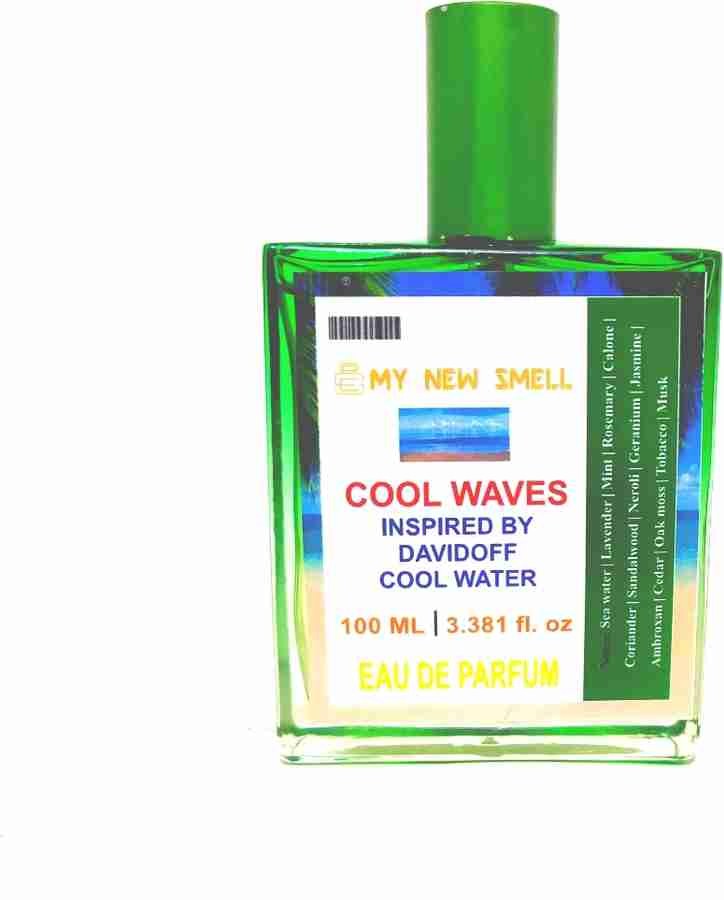 MY NEW SMELL
COOL WAVES
INSPIRED BY
DAVIDOFF
COOL WATER
100 ML | 3.381 fl. oz
EAU DE PARFUM
Sea water | Lavender | Mint | Rosemary | Calone |
Coriander | Sandalwood | Neroli | Geranium | Jasmine |
Ambroxan | Cedar | Oak moss | Tobacco | Musk